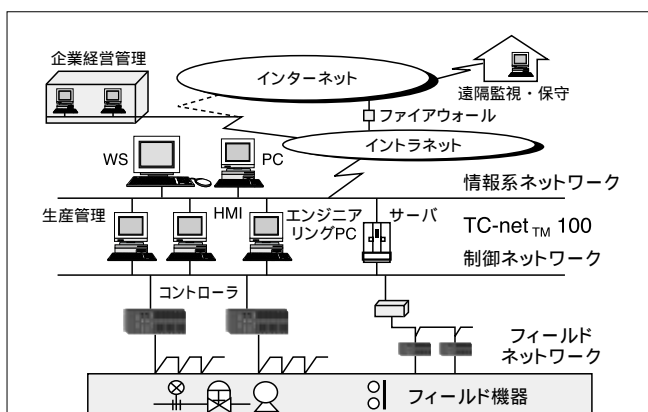 企業経営管理
インターネット
遠隔監視・保守
ファイアウォール
イントラネット
WS
PC
情報系ネットワーク
生産管理
HMI
エンジニア
リングPC
サーバ
TC-net TM 100
制御ネットワーク
コントローラ
フィールド
ネットワーク
フィールド機器